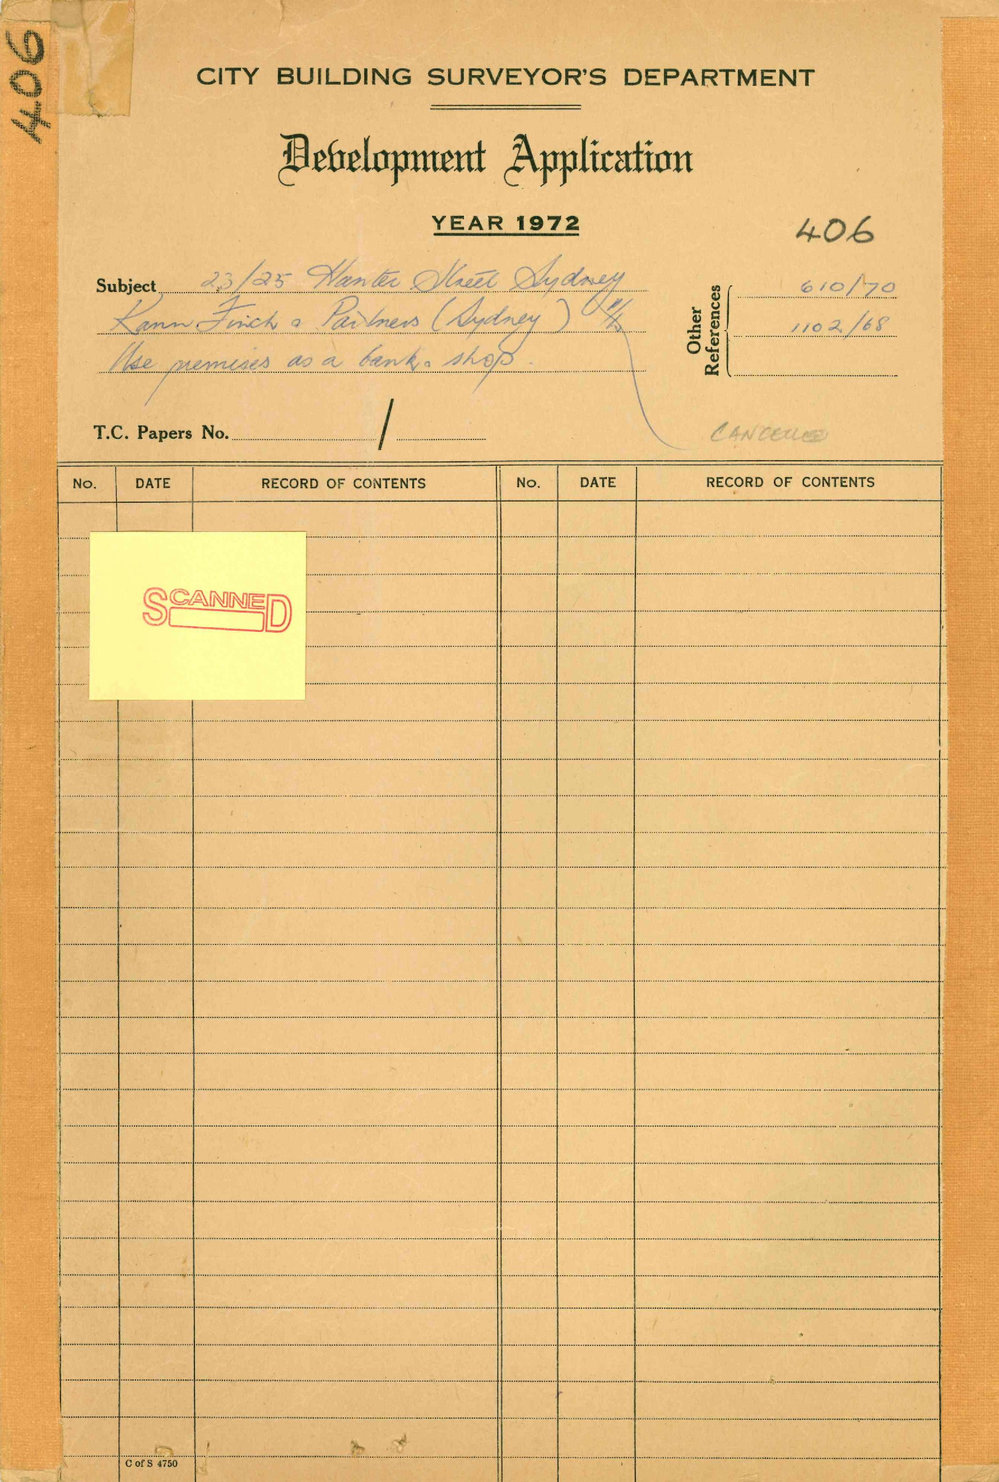 406
CITY BUILDING SURVEYOR'S DEPARTMENT
Development Application
YEAR 1972
406
Subject 23/25 Hunter Street Sydney
Kann Finch & Partners (Sydney) P/L
Use premises as a bank & shop.
Other References
610/70
1102/68
T.C. Papers No. /
CANCELLED
No. DATE RECORD OF CONTENTS No. DATE RECORD OF CONTENTS
SCANNED
C of S 4750